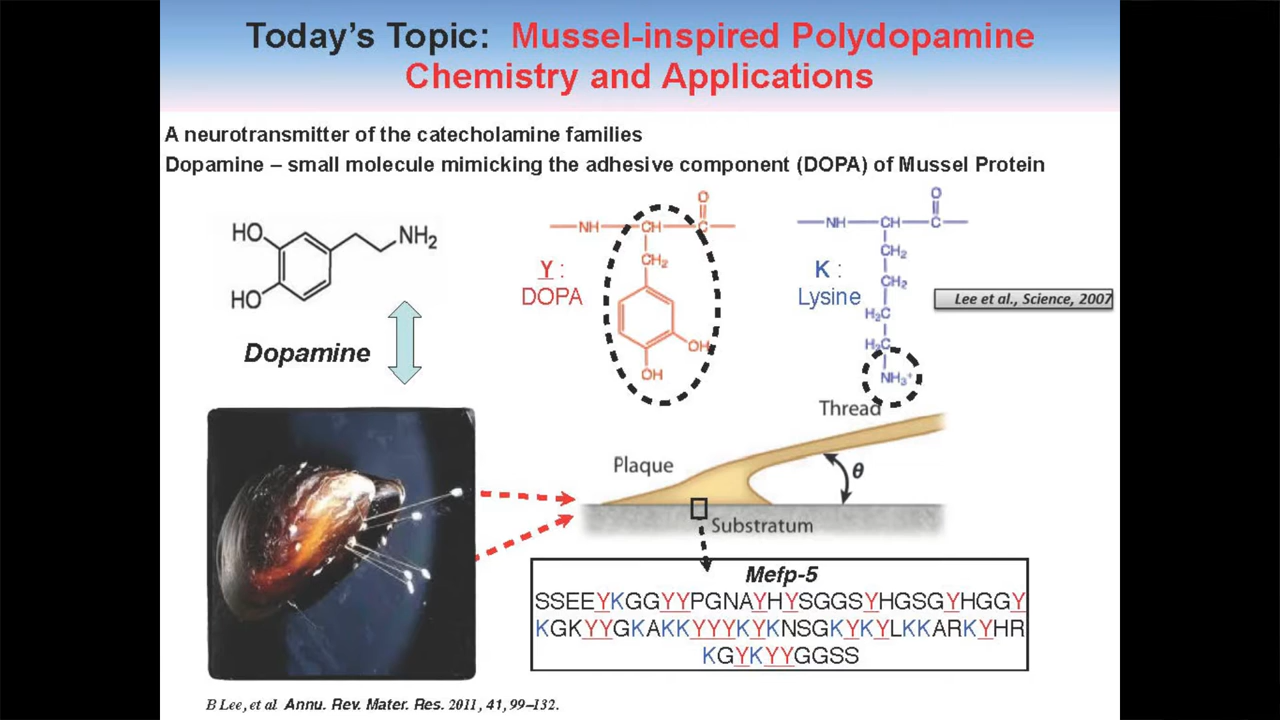 Today's Topic: Mussel-inspired Polydopamine
Chemistry and Applications
A neurotransmitter of the catecholamine families
Dopamine – small molecule mimicking the adhesive component (DOPA) of Mussel Protein
HO
HO
NH2
Dopamine
NH
CH
C
O
CH2
OH
OH
Y :
DOPA
NH
CH
C
O
CH2
CH2
H2C
H2C
NH3+
K :
Lysine
Lee et al., Science, 2007
Thread
Plaque
θ
Substratum
Mefp-5
SSEEYKGGYYPGNAYHYSGGSYHGSGYHGGY
KGKYYGKAKKYYYKYKNSGKYKYLKKARKYHR
KGYKYYGGSS
B Lee, et al Annu. Rev. Mater. Res. 2011, 41, 99–132.